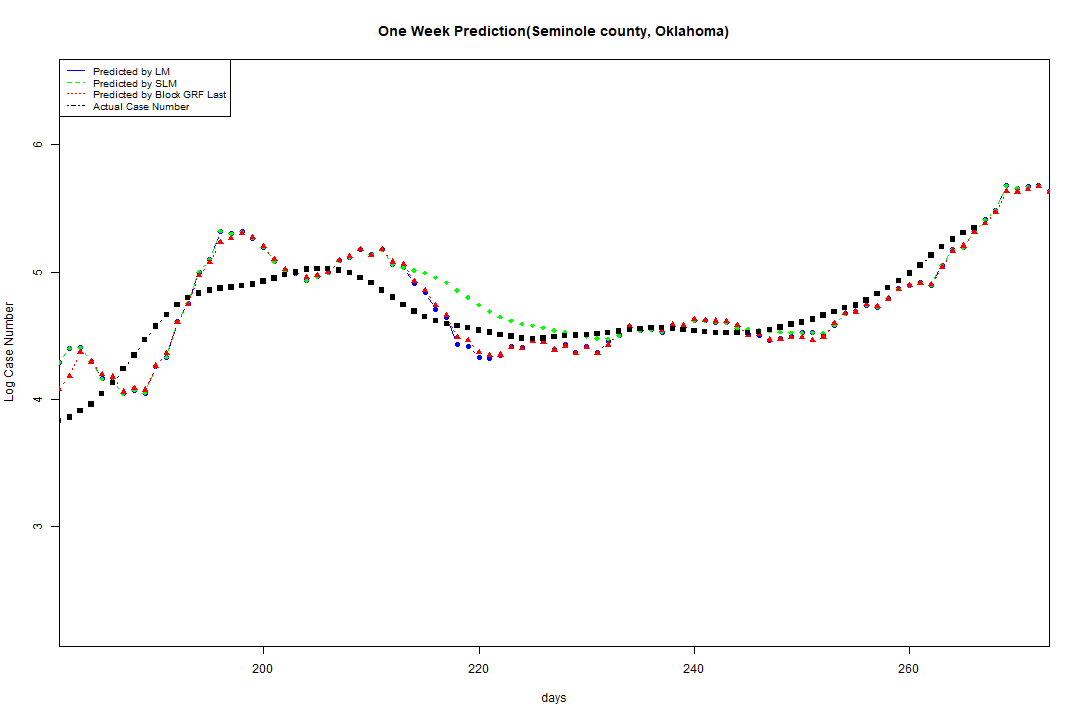 One Week Prediction(Seminole county, Oklahoma)
Predicted by LM
Predicted by SLM
Predicted by Block GRF Last
Actual Case Number
Log Case Number
6
5
4
3
200
220
240
260
days